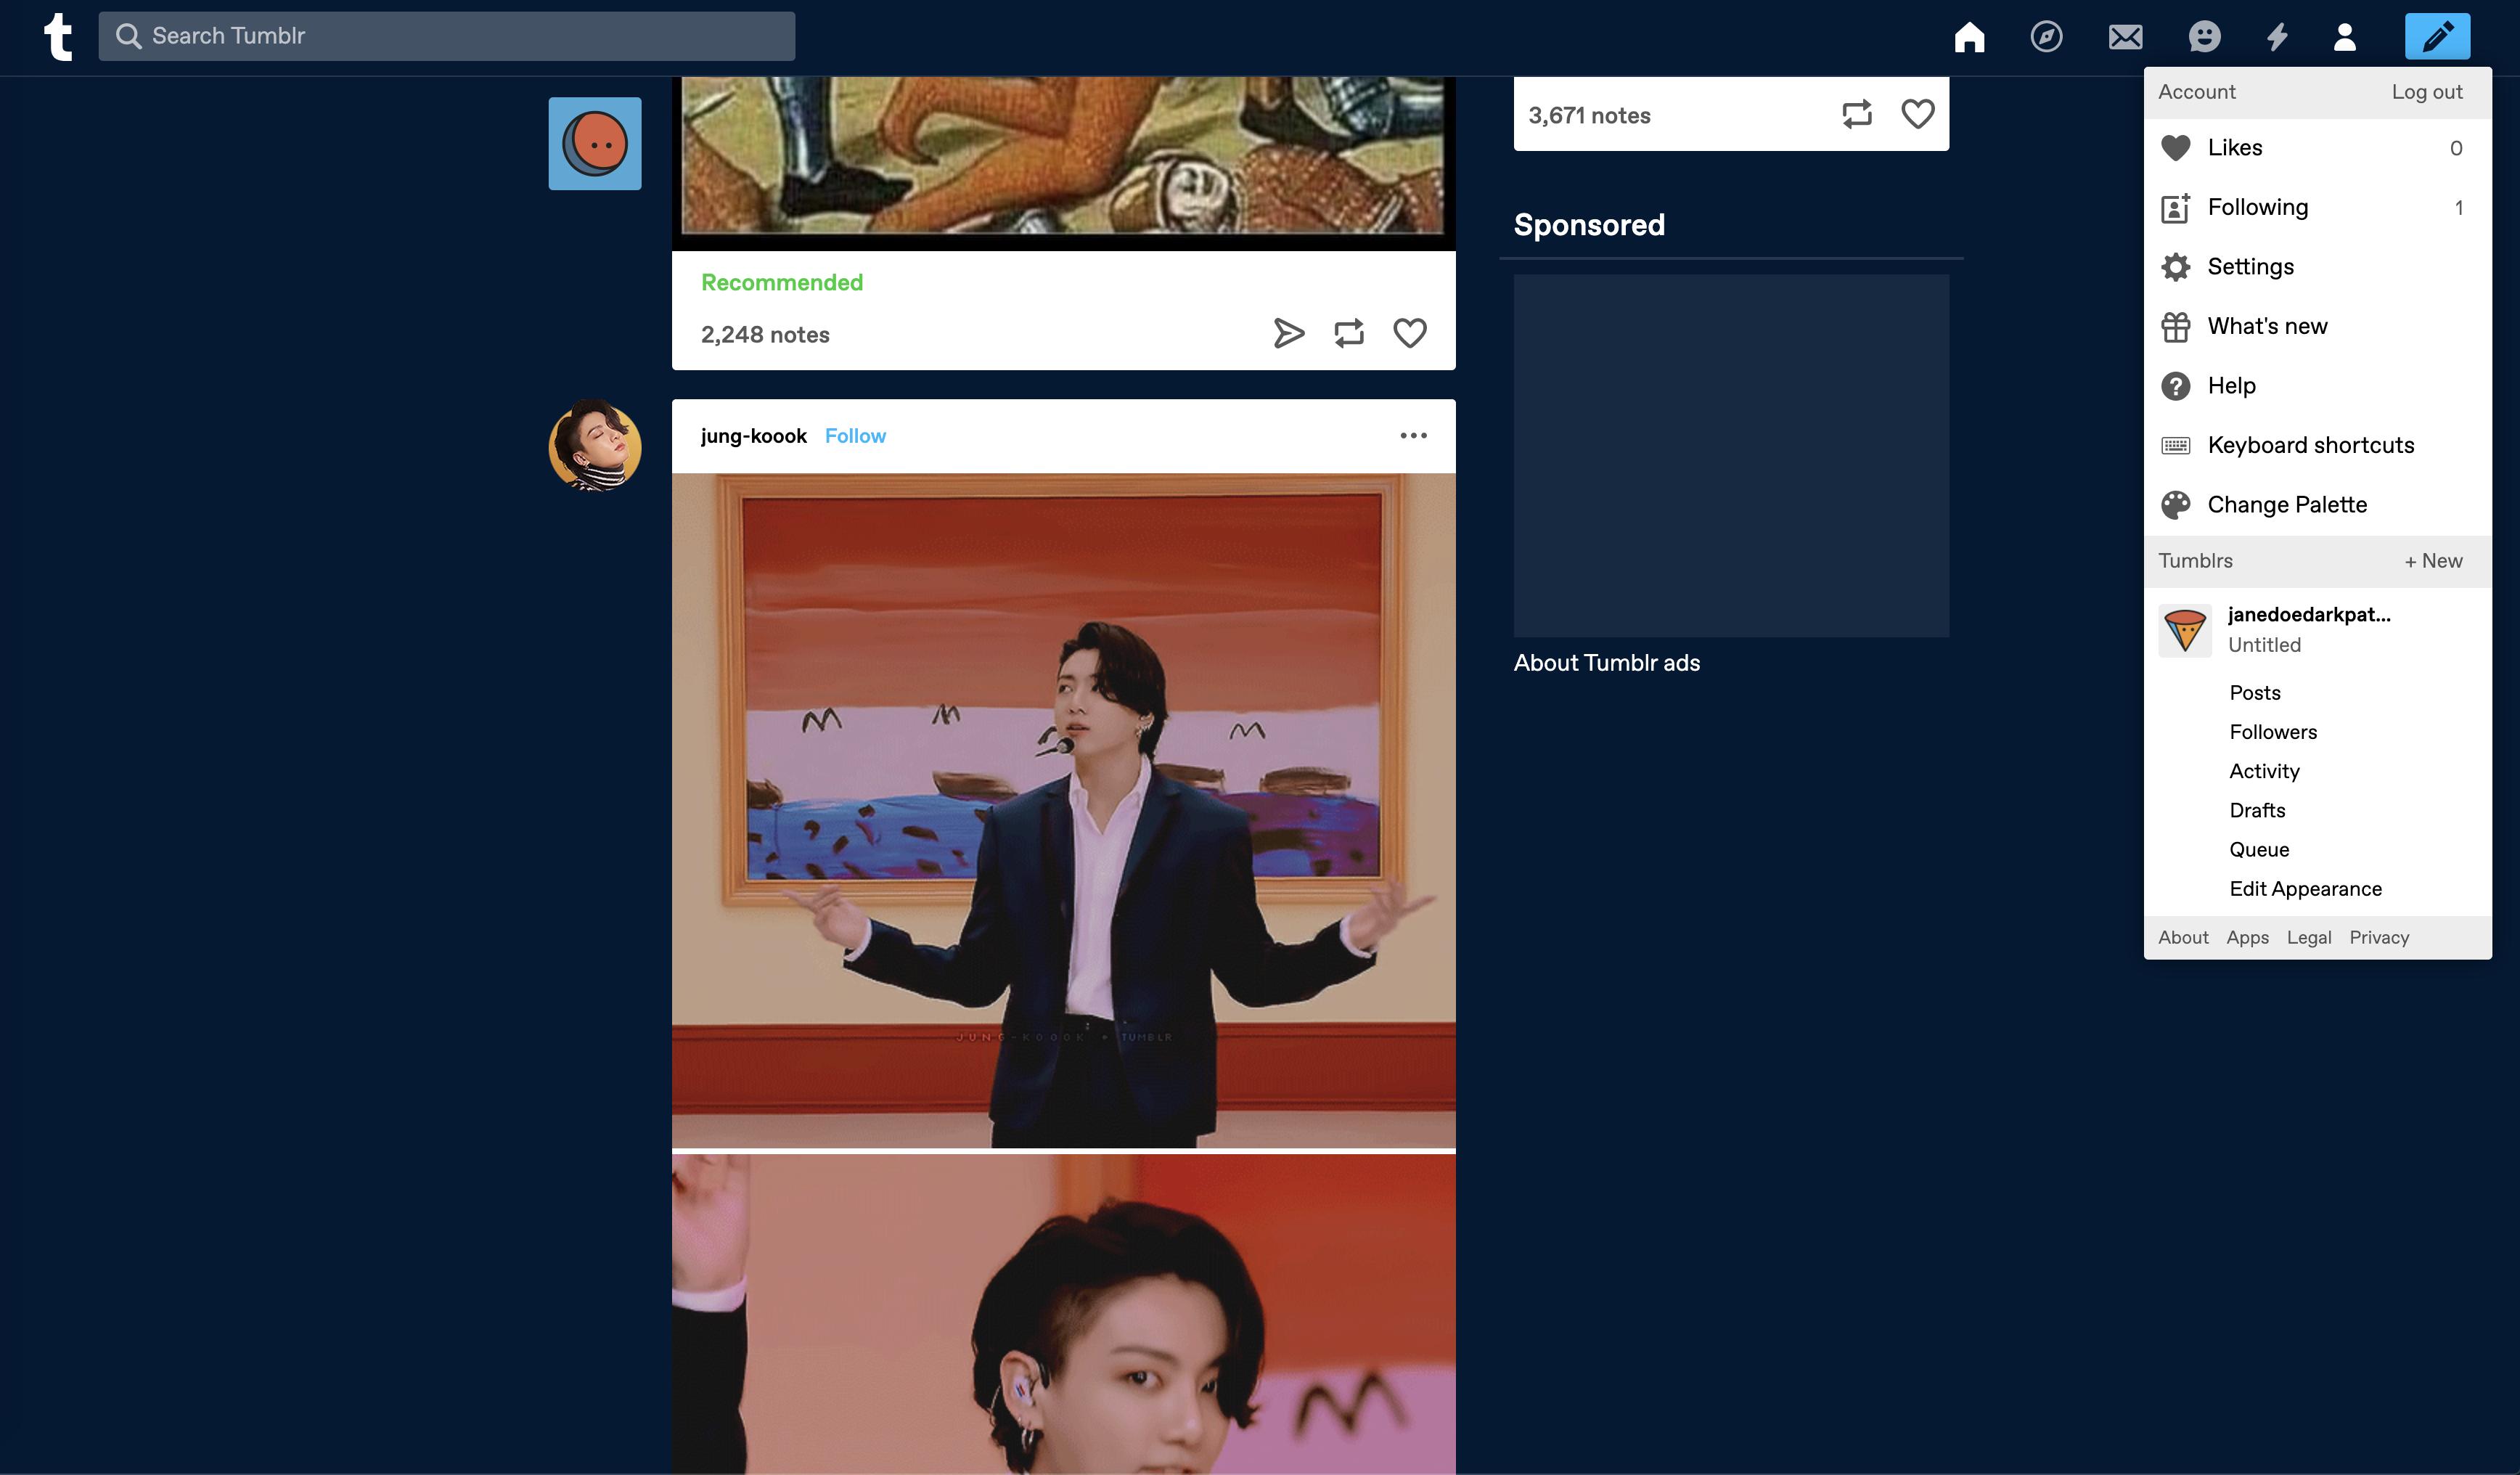 t Search Tumblr
Recommended
2,248 notes
jung-koook Follow
JUNG-KOOOK + TUMBLR
3,671 notes
Sponsored
About Tumblr ads
Account Log out
Likes 0
Following 1
Settings
What's new
Help
Keyboard shortcuts
Change Palette
Tumblrs + New
janedoedarkpat...
Untitled
Posts
Followers
Activity
Drafts
Queue
Edit Appearance
About Apps Legal Privacy